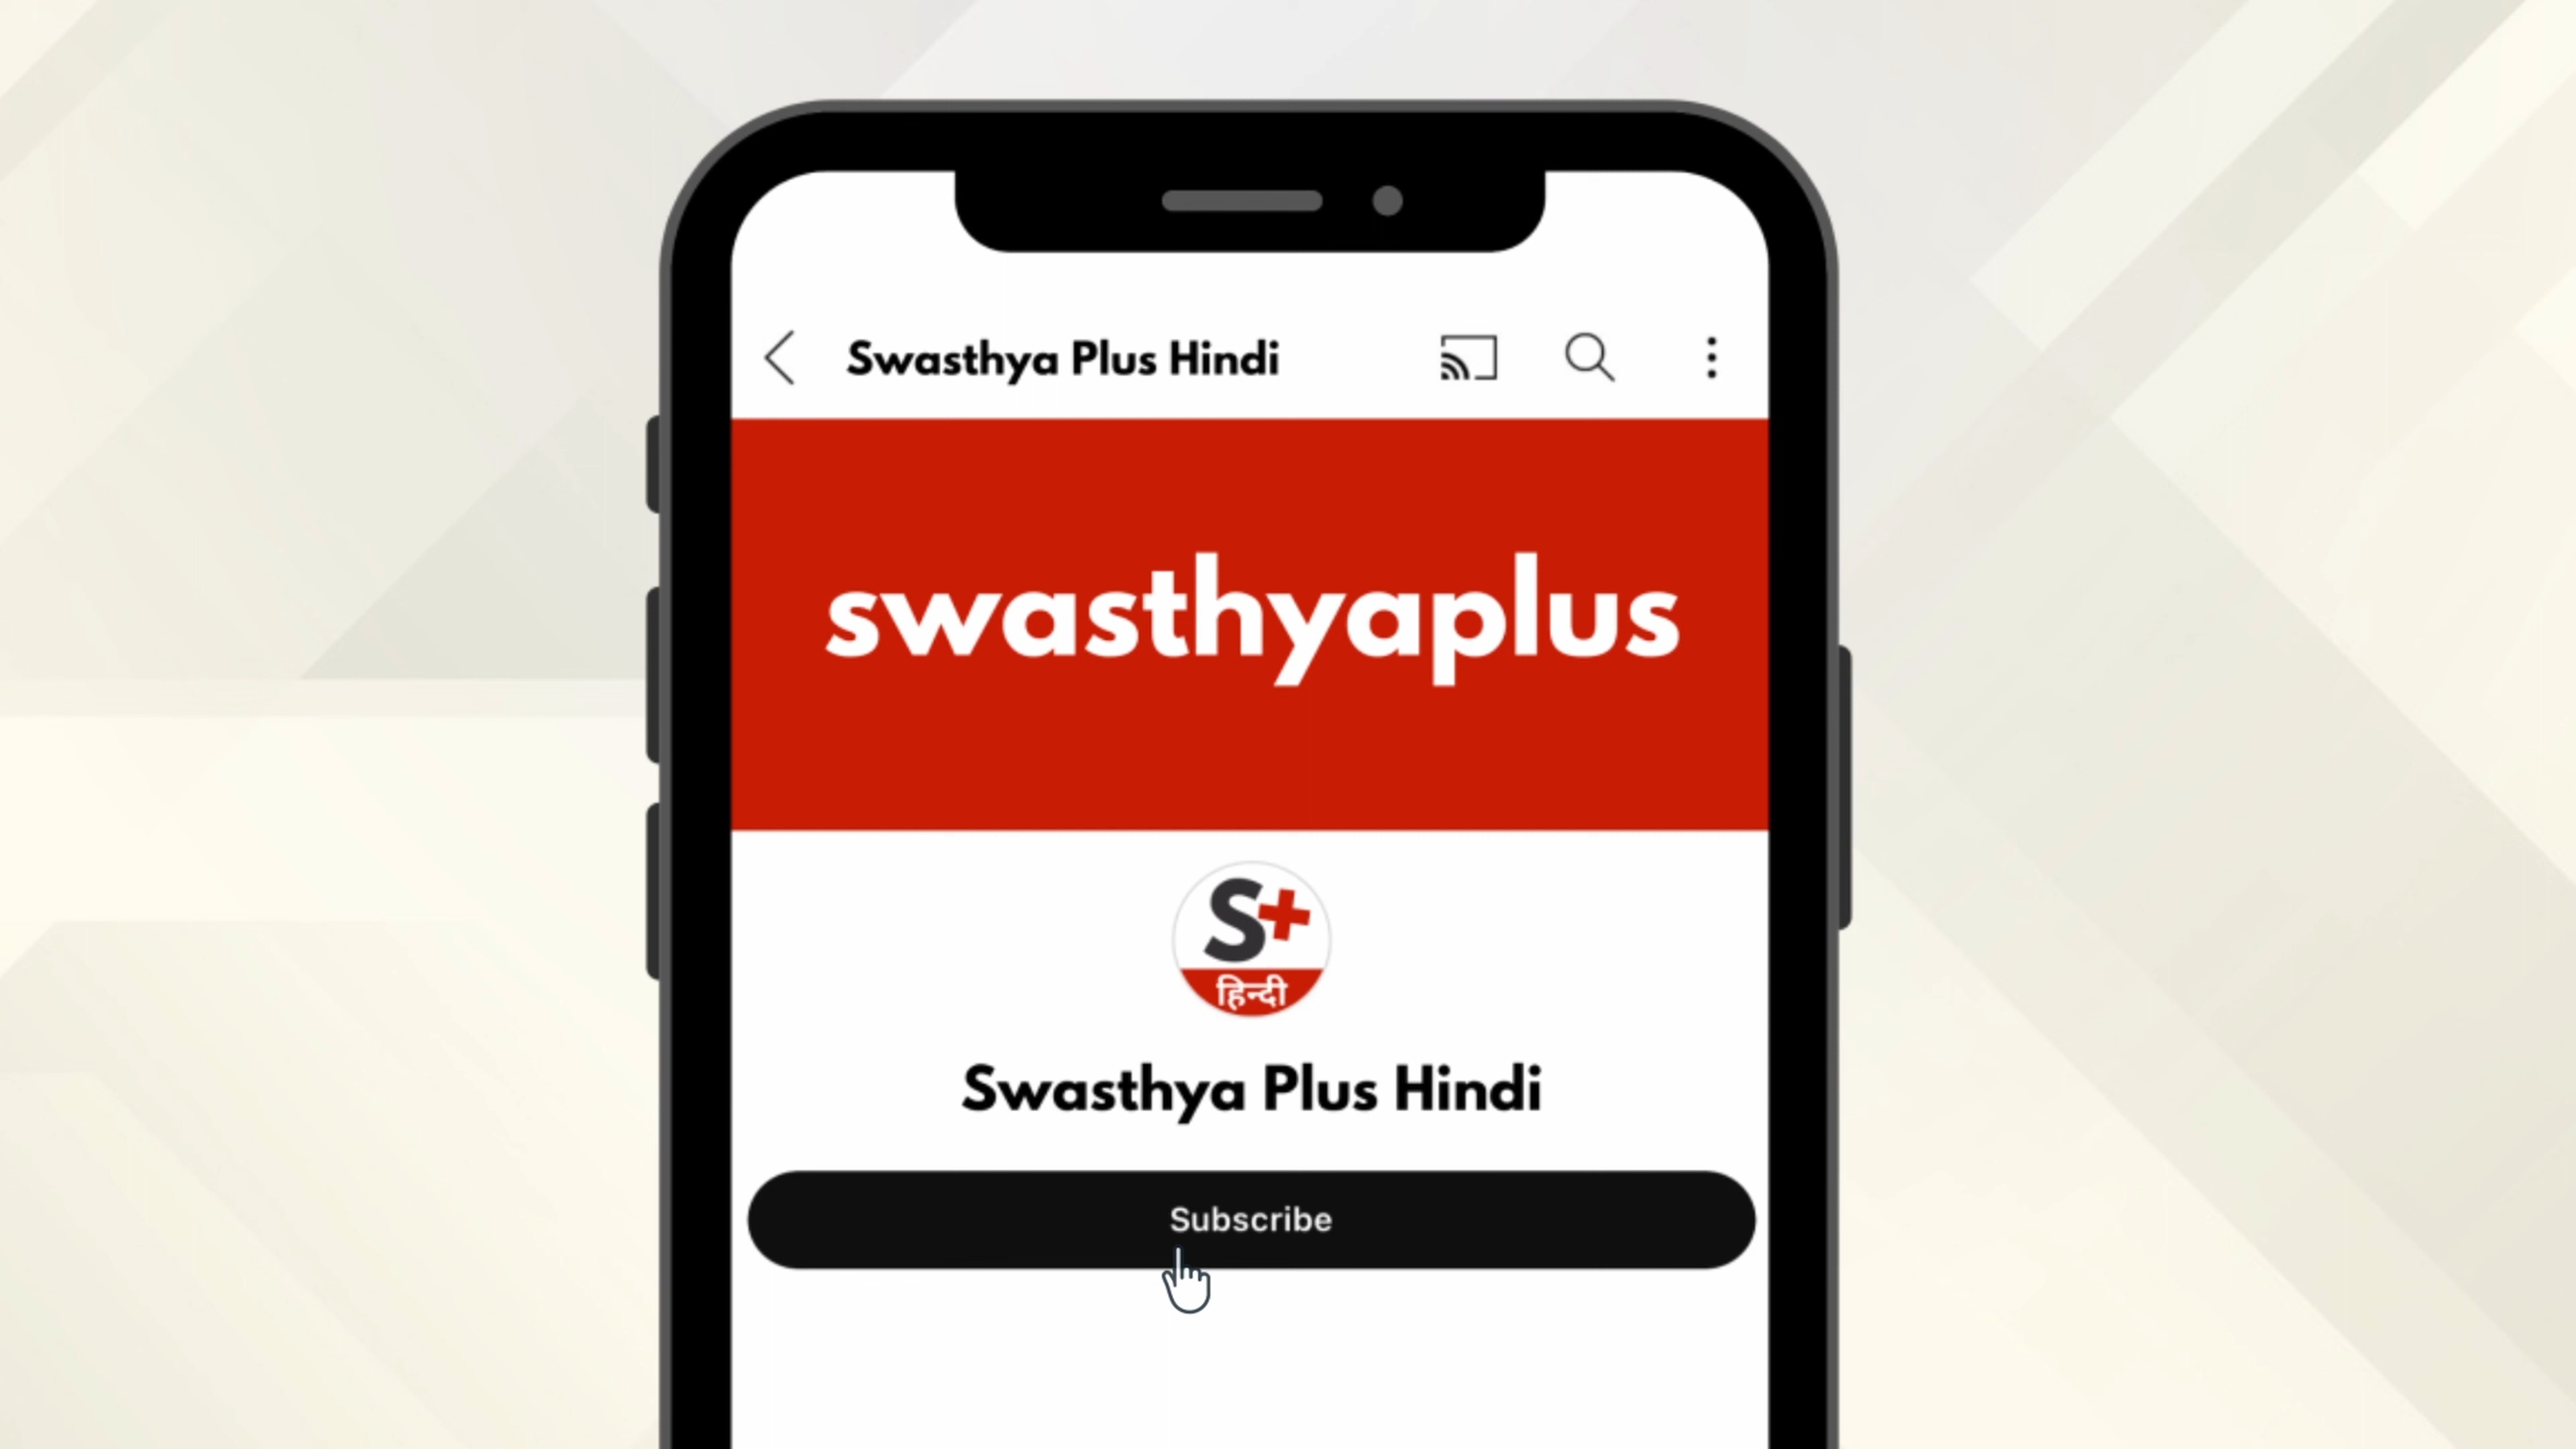 Swasthya Plus Hindi
swasthyaplus
S+
हिन्दी
Swasthya Plus Hindi
Subscribe